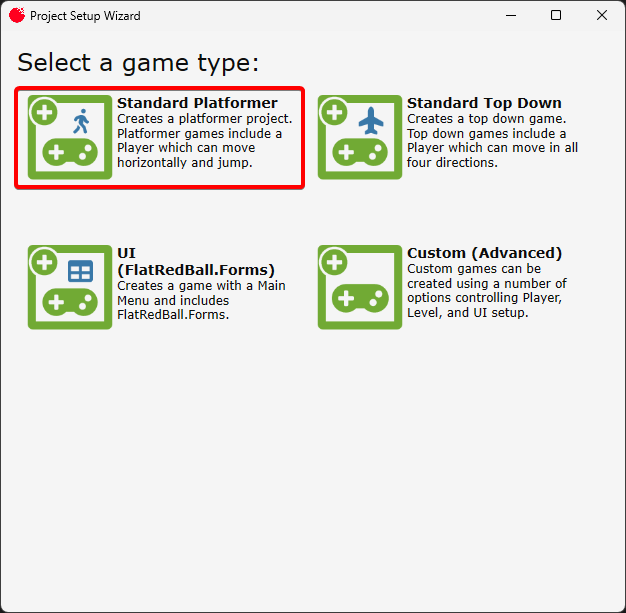 Project Setup Wizard
Select a game type:
Standard Platformer
Creates a platformer project.
Platformer games include a
Player which can move
horizontally and jump.
Standard Top Down
Creates a top down game.
Top down games include a
Player which can move in all
four directions.
UI
(FlatRedBall.Forms)
Creates a game with a Main
Menu and includes
FlatRedBall.Forms.
Custom (Advanced)
Custom games can be
created using a number of
options controlling Player,
Level, and UI setup.